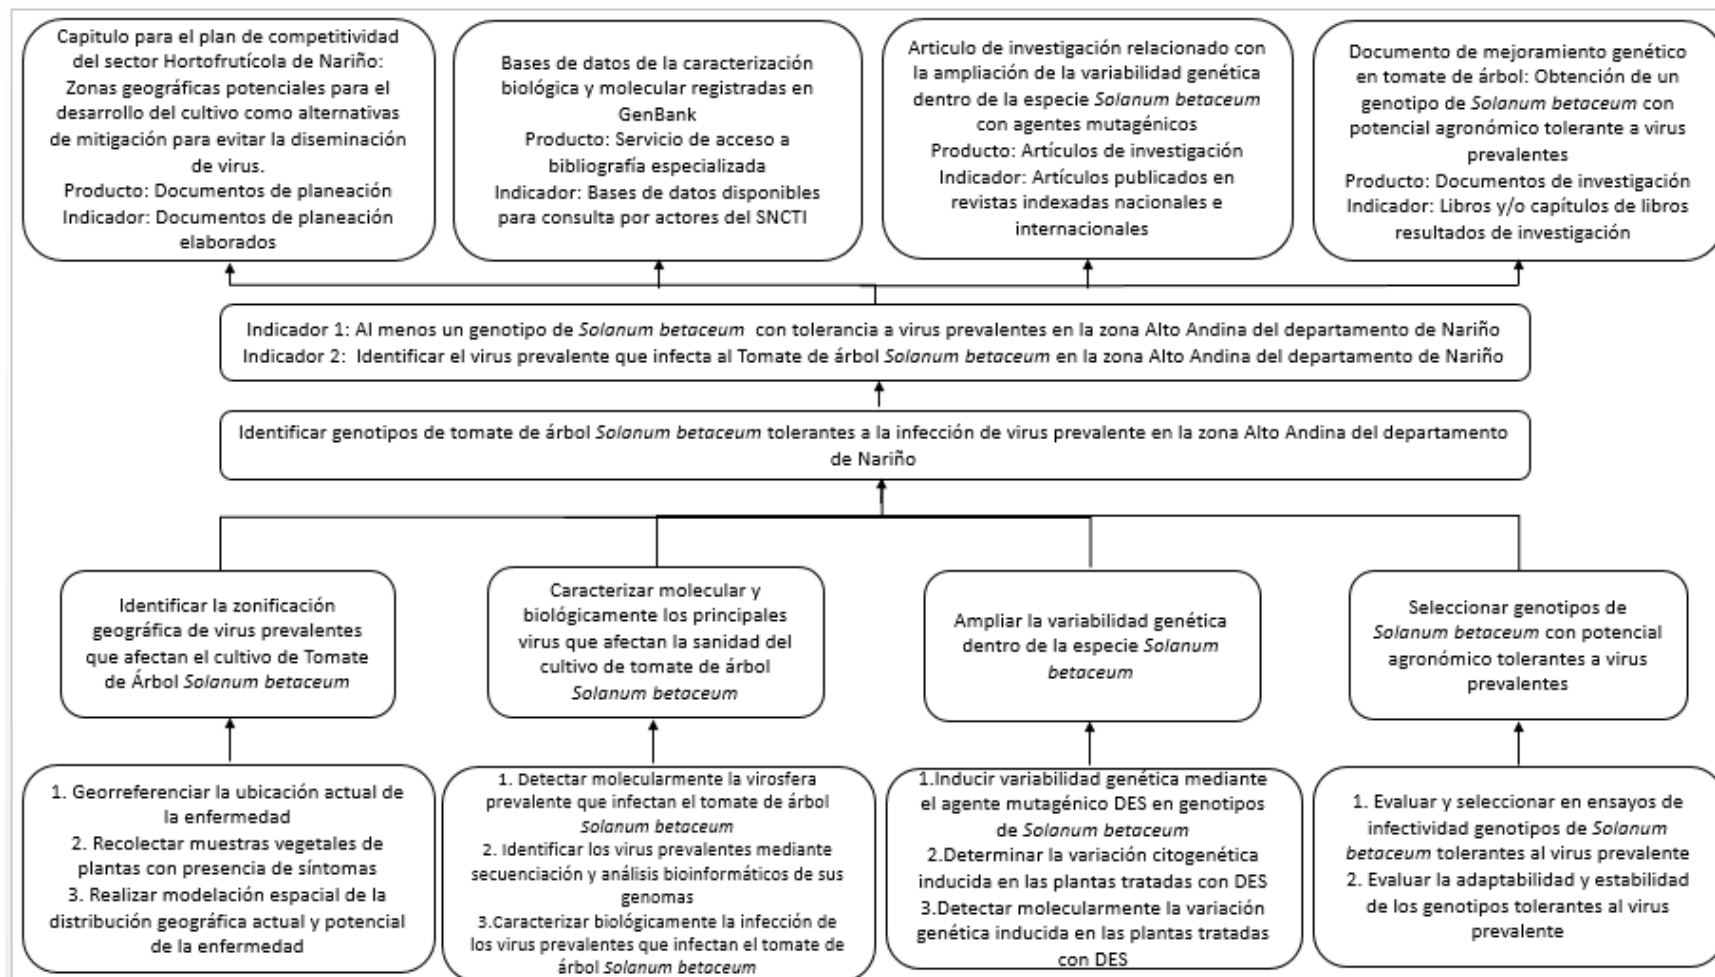 Capitulo para el plan de competitividad
del sector Hortofrutícola de Nariño:
Zonas geográficas potenciales para el
desarrollo del cultivo como alternativas
de mitigación para evitar la diseminación
de virus.
Producto: Documentos de planeación
Indicador: Documentos de planeación
elaborados
Bases de datos de la caracterización
biológica y molecular registradas en
GenBank
Producto: Servicio de acceso a
bibliografía especializada
Indicador: Bases de datos disponibles
para consulta por actores del SNCTI
Articulo de investigación relacionado con
la ampliación de la variabilidad genética
dentro de la especie Solanum betaceum
con agentes mutagénicos
Producto: Artículos de investigación
Indicador: Artículos publicados en
revistas indexadas nacionales e
internacionales
Documento de mejoramiento genético
en tomate de árbol: Obtención de un
genotipo de Solanum betaceum con
potencial agronómico tolerante a virus
prevalentes
Producto: Documentos de investigación
Indicador: Libros y/o capítulos de libros
resultados de investigación
Indicador 1: Al menos un genotipo de Solanum betaceum con tolerancia a virus prevalentes en la zona Alto Andina del departamento de Nariño
Indicador 2: Identificar el virus prevalente que infecta al Tomate de árbol Solanum betaceum en la zona Alto Andina del departamento de Nariño
Identificar genotipos de tomate de árbol Solanum betaceum tolerantes a la infección de virus prevalente en la zona Alto Andina del departamento
de Nariño
Identificar la zonificación
geográfica de virus prevalentes
que afectan el cultivo de Tomate
de Árbol Solanum betaceum
Caracterizar molecular y
biológicamente los principales
virus que afectan la sanidad del
cultivo de tomate de árbol
Solanum betaceum
Ampliar la variabilidad genética
dentro de la especie Solanum
betaceum
Seleccionar genotipos de
Solanum betaceum con potencial
agronómico tolerantes a virus
prevalentes
1. Georreferenciar la ubicación actual de
la enfermedad
2. Recolectar muestras vegetales de
plantas con presencia de síntomas
3. Realizar modelación espacial de la
distribución geográfica actual y potencial
de la enfermedad
1. Detectar molecularmente la virosfera
prevalente que infectan el tomate de árbol
Solanum betaceum
2. Identificar los virus prevalentes mediante
secuenciación y análisis bioinformáticos de sus
genomas
3.Caracterizar biológicamente la infección de
los virus prevalentes que infectan el tomate de
árbol Solanum betaceum
1.Inducir variabilidad genética mediante
el agente mutagénico DES en genotipos
de Solanum betaceum
2.Determinar la variación citogenética
inducida en las plantas tratadas con DES
3.Detectar molecularmente la variación
genética inducida en las plantas tratadas
con DES
1. Evaluar y seleccionar en ensayos de
infectividad genotipos de Solanum
betaceum tolerantes al virus prevalente
2. Evaluar la adaptabilidad y estabilidad
de los genotipos tolerantes al virus
prevalente